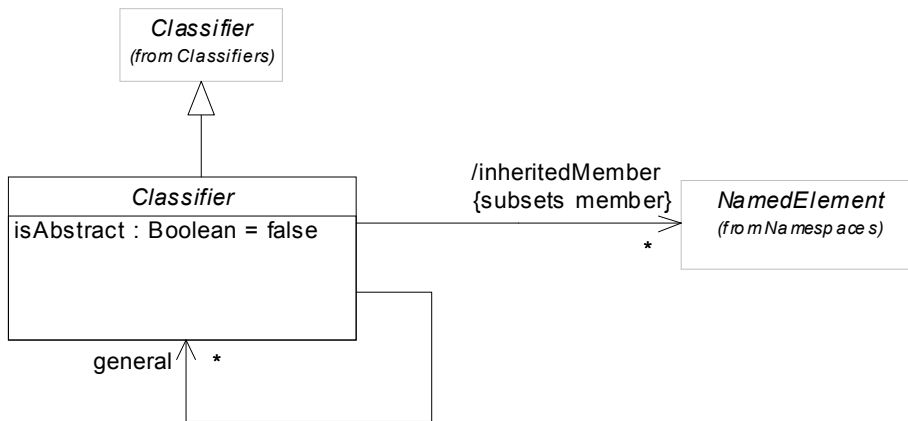 Classifier
(from Classifiers)
Classifier
isAbstract : Boolean = false
/inheritedMember
{subsets member}
*
NamedElement
(from Namespaces)
general
*